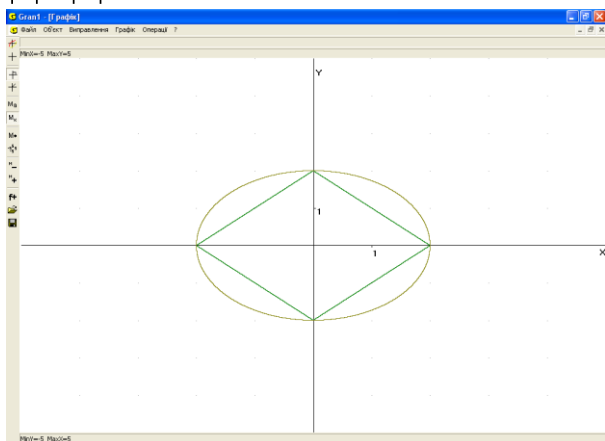 Gran1 - [Графік]
Файл Об'єкт Виправлення Графік Операції ?
MinX=-5 MaxY=5
Y
1
1
X
MinY=-5 MaxX=5